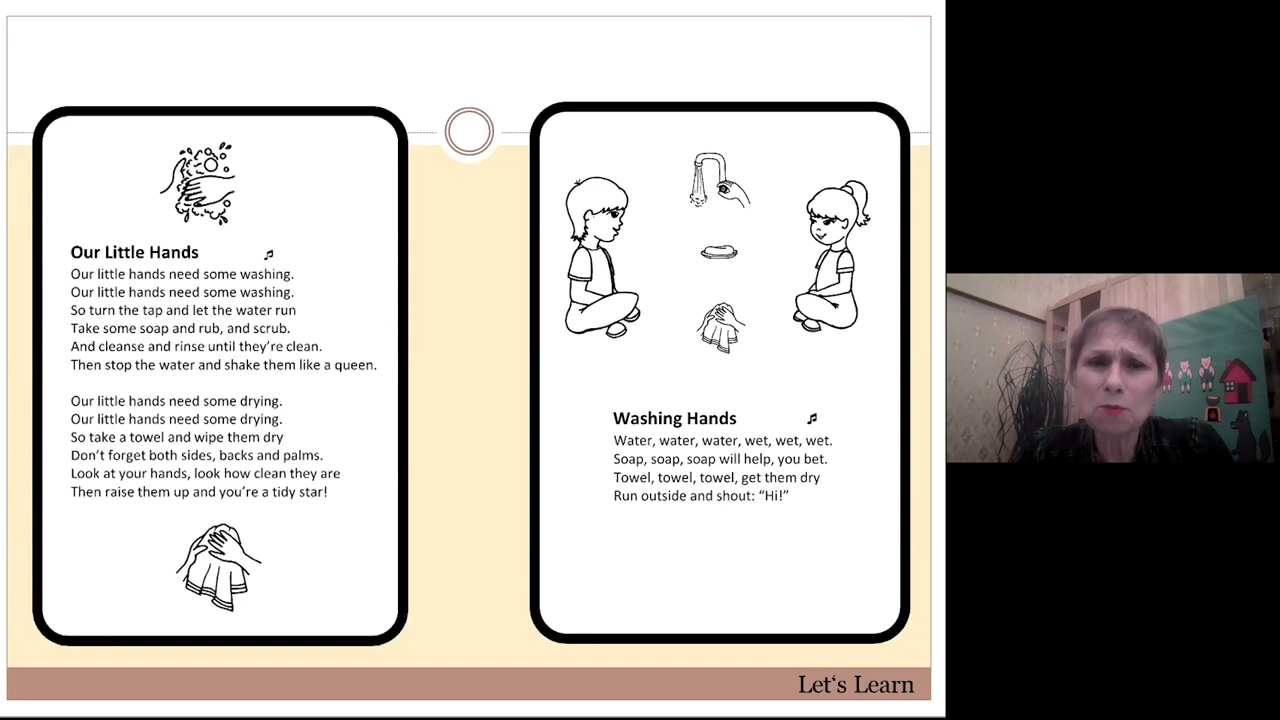 Our Little Hands
Our little hands need some washing.
Our little hands need some washing.
So turn the tap and let the water run
Take some soap and rub, and scrub.
And cleanse and rinse until they’re clean.
Then stop the water and shake them like a queen.
Our little hands need some drying.
Our little hands need some drying.
So take a towel and wipe them dry
Don’t forget both sides, backs and palms.
Look at your hands, look how clean they are
Then raise them up and you’re a tidy star!
Washing Hands
Water, water, water, wet, wet, wet.
Soap, soap, soap will help, you bet.
Towel, towel, towel, get them dry
Run outside and shout: “Hi!”
Let‘s Learn